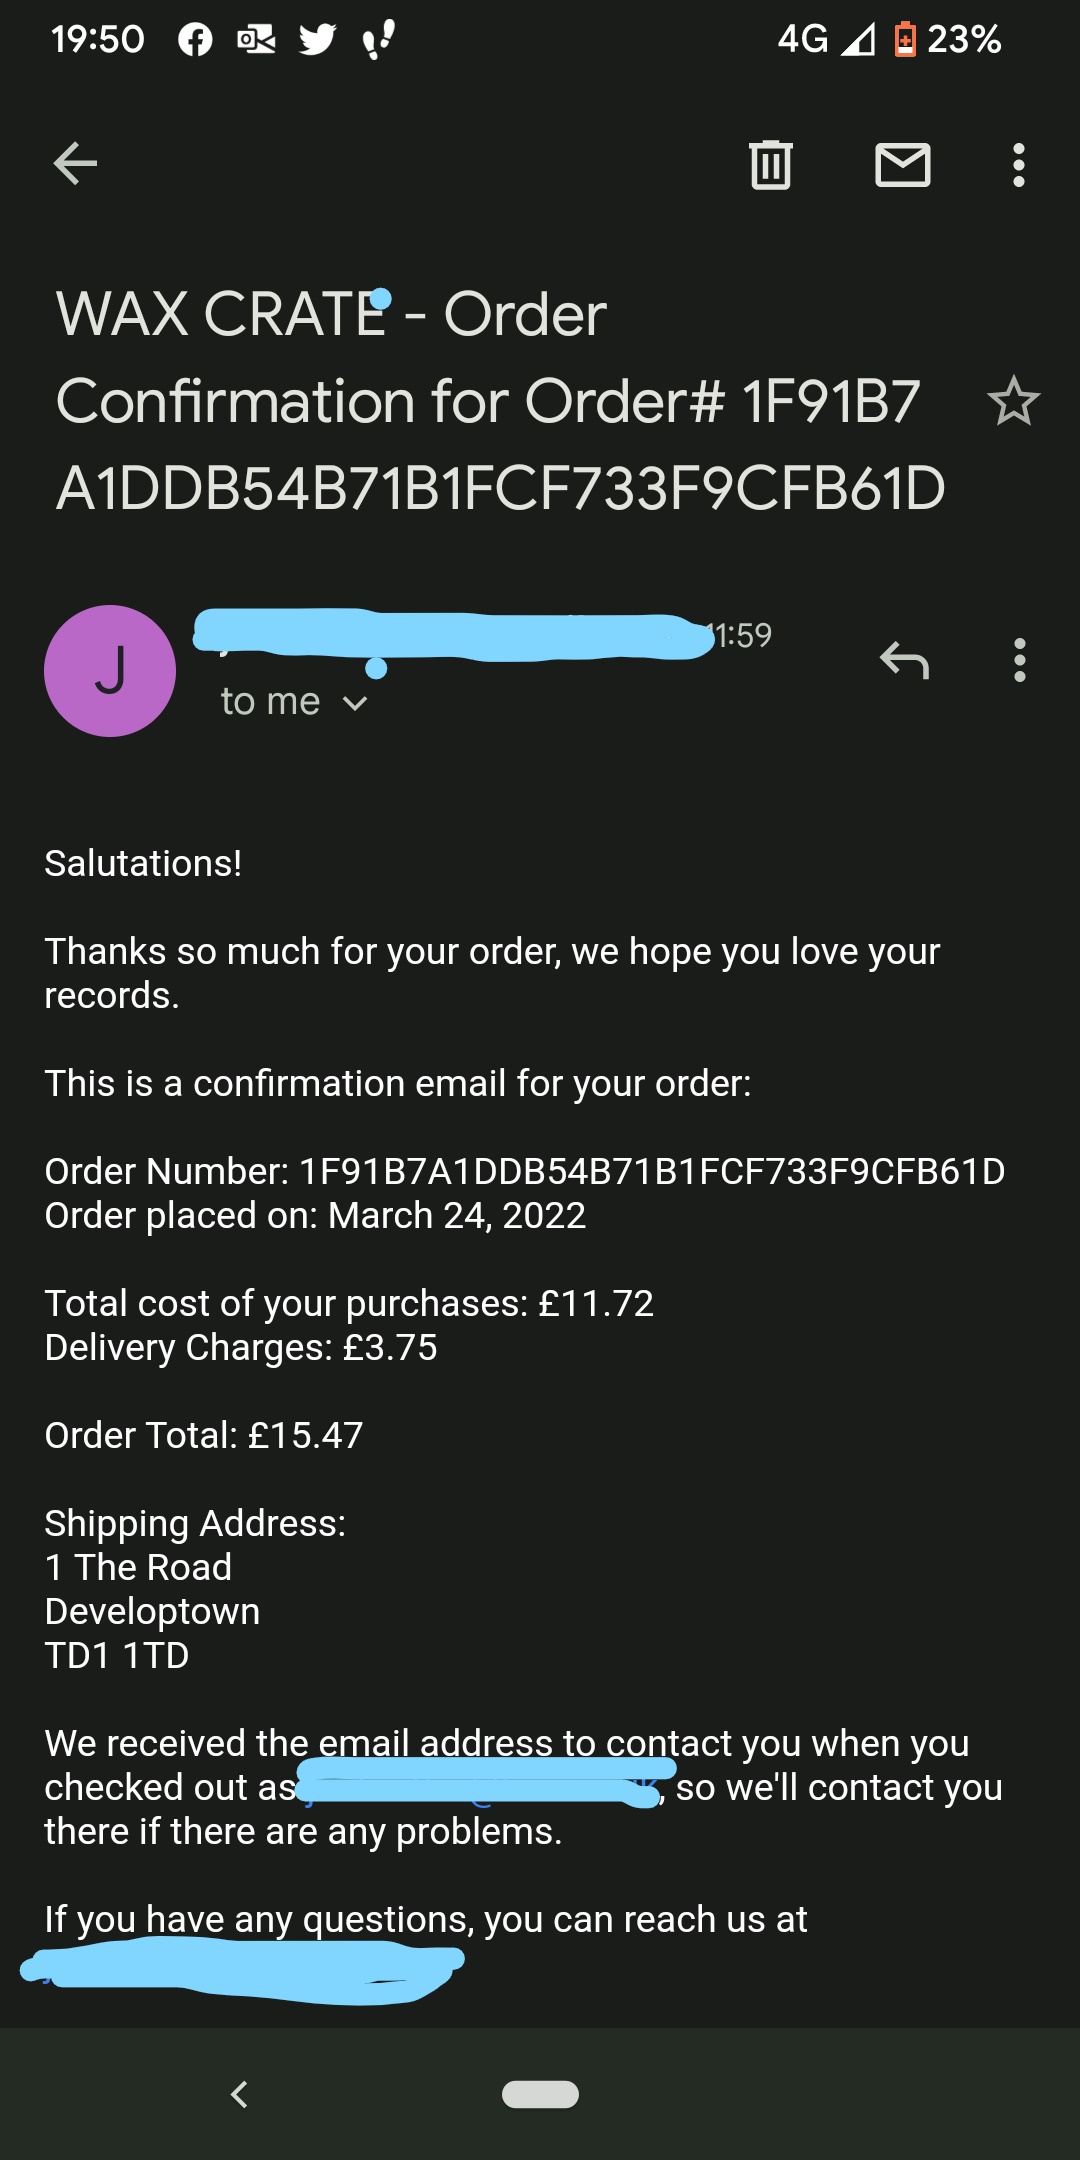 19:50 4G 23%
WAX CRATE - Order
Confirmation for Order# 1F91B7
A1DDB54B71B1FCF733F9CFB61D
J
11:59
to me
Salutations!
Thanks so much for your order, we hope you love your
records.
This is a confirmation email for your order:
Order Number: 1F91B7A1DDB54B71B1FCF733F9CFB61D
Order placed on: March 24, 2022
Total cost of your purchases: £11.72
Delivery Charges: £3.75
Order Total: £15.47
Shipping Address:
1 The Road
Developtown
TD1 1TD
We received the email address to contact you when you
checked out as , so we'll contact you
there if there are any problems.
If you have any questions, you can reach us at